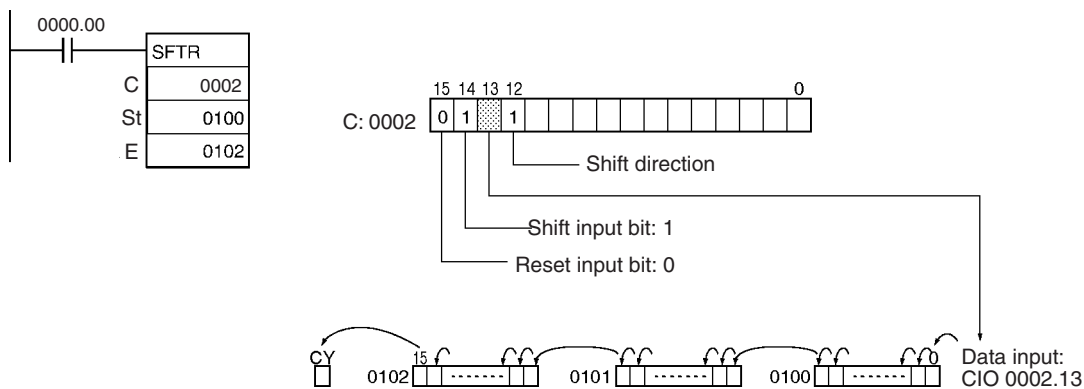 0000.00
SFTR
C 0002
St 0100
E 0102
15 14 13 12 0
C: 0002 0 1 1
Shift direction
Shift input bit: 1
Reset input bit: 0
CY 15 0 Data input:
0102 0101 0100 CIO 0002.13